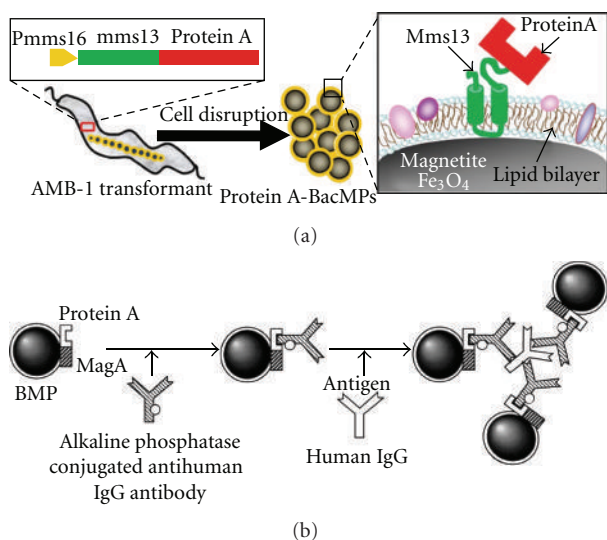 Pmms16 mms13 Protein A
Mms13
ProteinA
Cell disruption
AMB-1 transformant
Protein A-BacMPs
Magnetite
Fe3O4
Lipid bilayer
(a)
Protein A
MagA
BMP
Alkaline phosphatase
conjugated antihuman
IgG antibody
Antigen
Human IgG
(b)